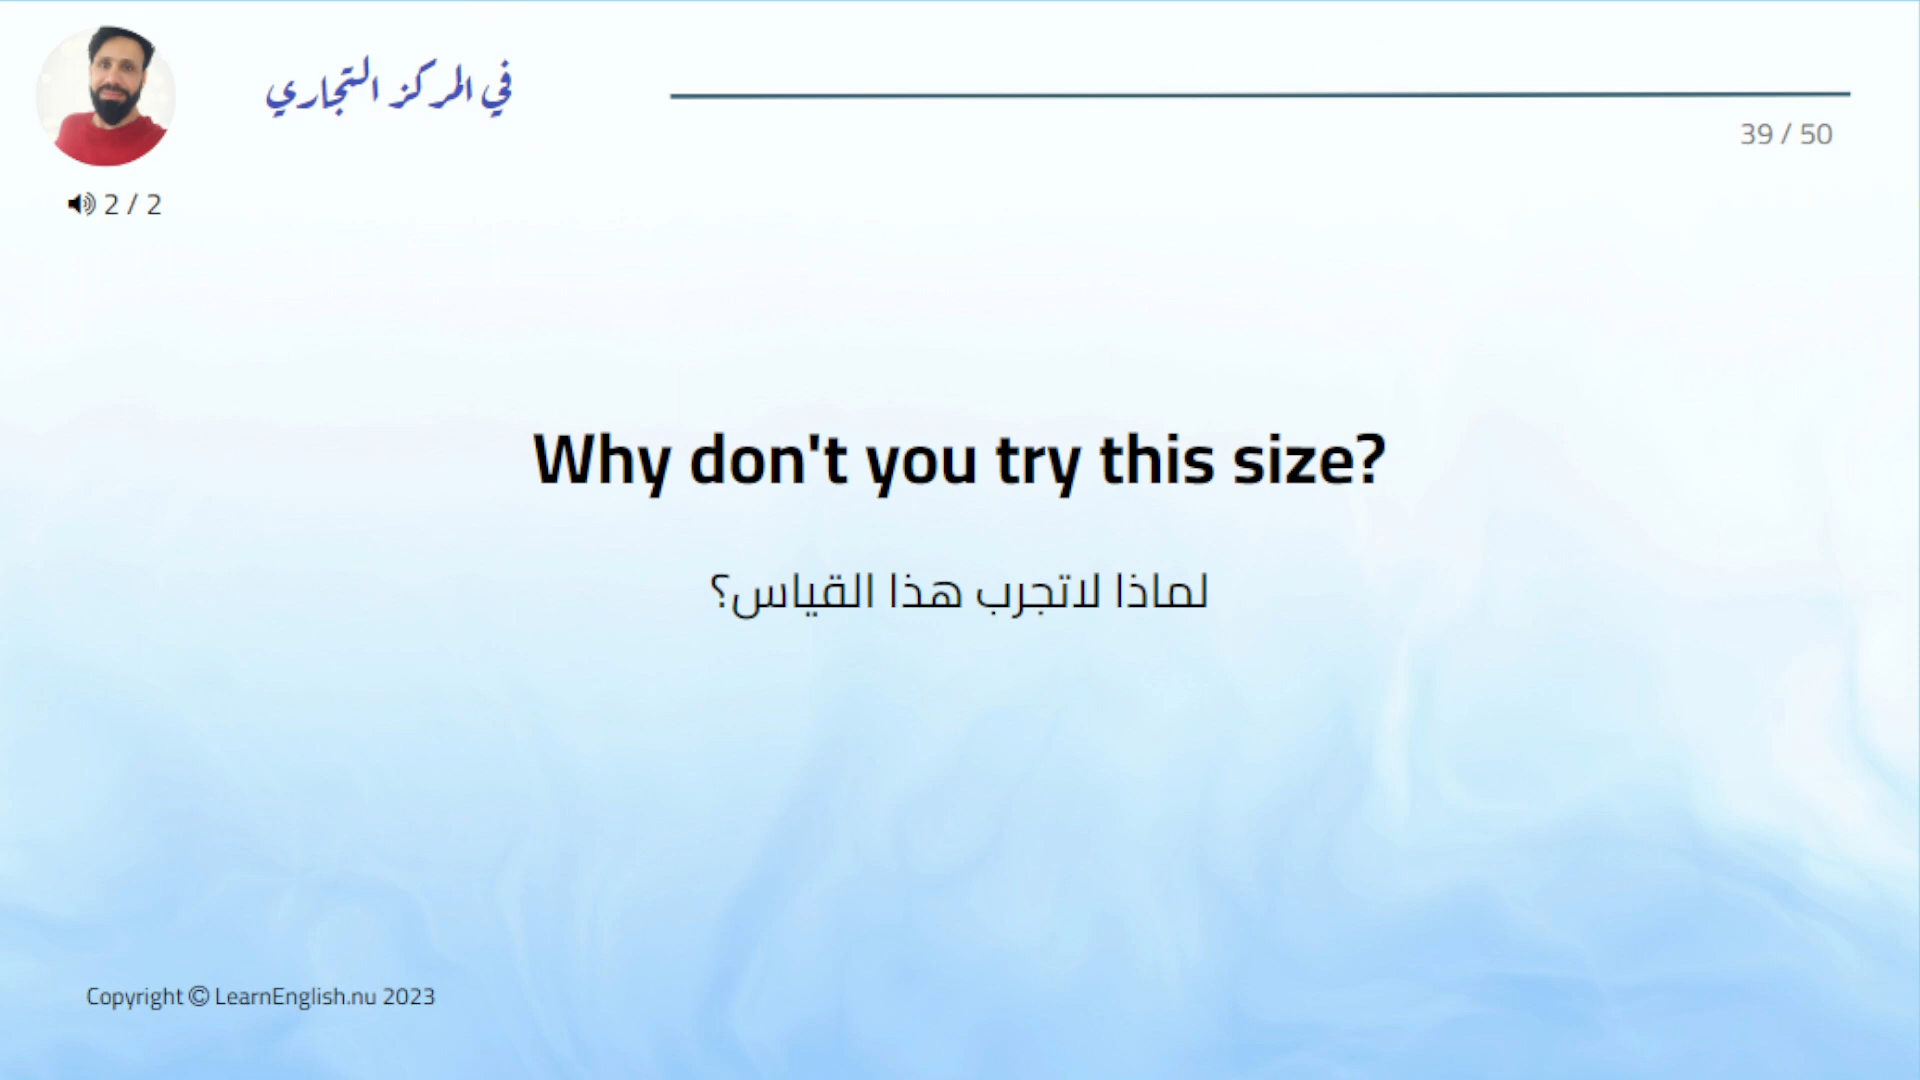 في المركز التجاري
39 / 50
2 / 2
Why don't you try this size?
لماذا لاتجرب هذا القياس؟
Copyright © LearnEnglish.nu 2023